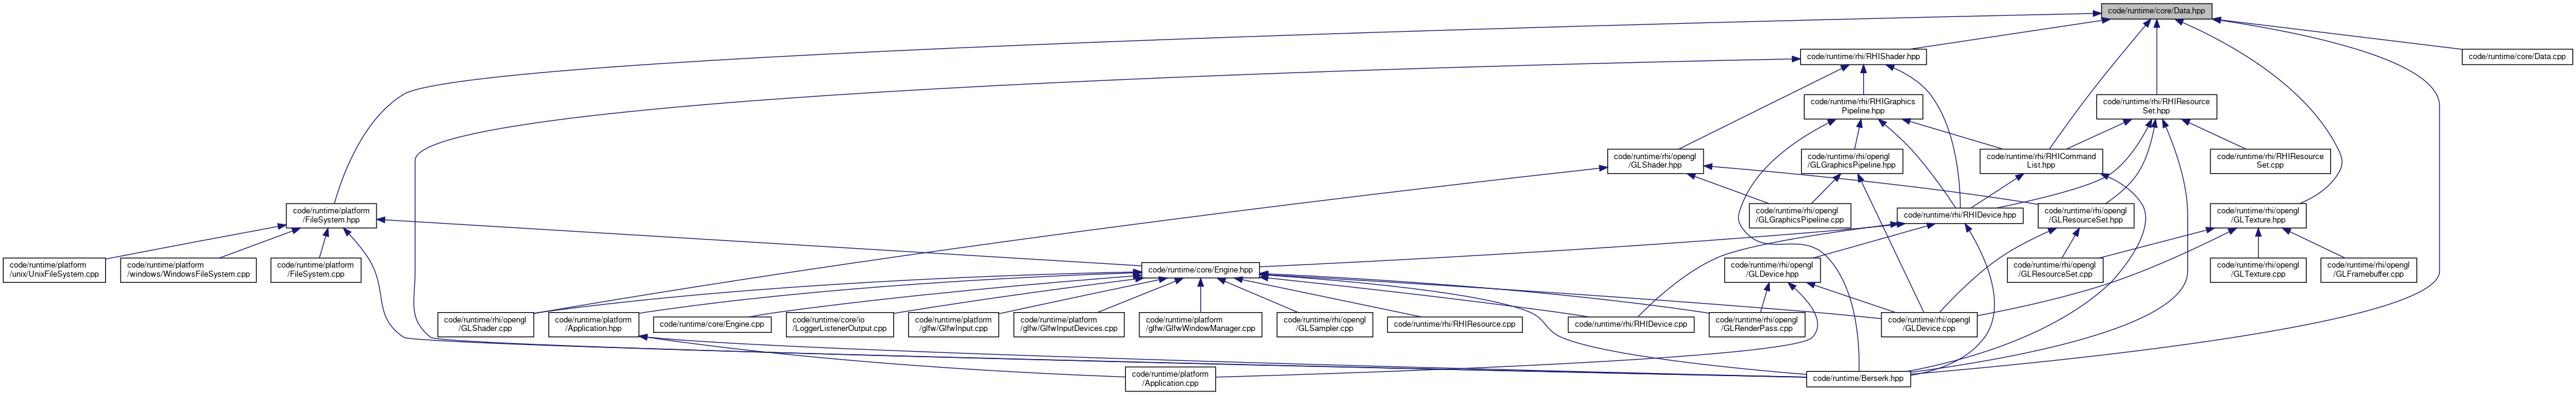 code/runtime/core/Data.hpp
code/runtime/rhi/RHIShader.hpp
code/runtime/core/Data.cpp
code/runtime/rhi/RHIGraphics
Pipeline.hpp
code/runtime/rhi/RHIResource
Set.hpp
code/runtime/rhi/opengl
/GLShader.hpp
code/runtime/rhi/opengl
/GLGraphicsPipeline.hpp
code/runtime/rhi/RHICommand
List.hpp
code/runtime/rhi/RHIResource
Set.cpp
code/runtime/platform
/FileSystem.hpp
code/runtime/rhi/opengl
/GLGraphicsPipeline.cpp
code/runtime/rhi/RHIDevice.hpp
code/runtime/rhi/opengl
/GLResourceSet.hpp
code/runtime/rhi/opengl
/GLTexture.hpp
code/runtime/platform
/unix/UnixFileSystem.cpp
code/runtime/platform
/windows/WindowsFileSystem.cpp
code/runtime/platform
/FileSystem.cpp
code/runtime/core/Engine.hpp
code/runtime/rhi/opengl
/GLDevice.hpp
code/runtime/rhi/opengl
/GLResourceSet.cpp
code/runtime/rhi/opengl
/GLTexture.cpp
code/runtime/rhi/opengl
/GLFramebuffer.cpp
code/runtime/rhi/opengl
/GLShader.cpp
code/runtime/platform
/Application.hpp
code/runtime/core/Engine.cpp
code/runtime/core/io
/LoggerListenerOutput.cpp
code/runtime/platform
/glfw/GlfwInput.cpp
code/runtime/platform
/glfw/GlfwInputDevices.cpp
code/runtime/platform
/glfw/GlfwWindowManager.cpp
code/runtime/rhi/opengl
/GLSampler.cpp
code/runtime/rhi/RHIResource.cpp
code/runtime/rhi/RHIDevice.cpp
code/runtime/rhi/opengl
/GLRenderPass.cpp
code/runtime/rhi/opengl
/GLDevice.cpp
code/runtime/platform
/Application.cpp
code/runtime/Berserk.hpp